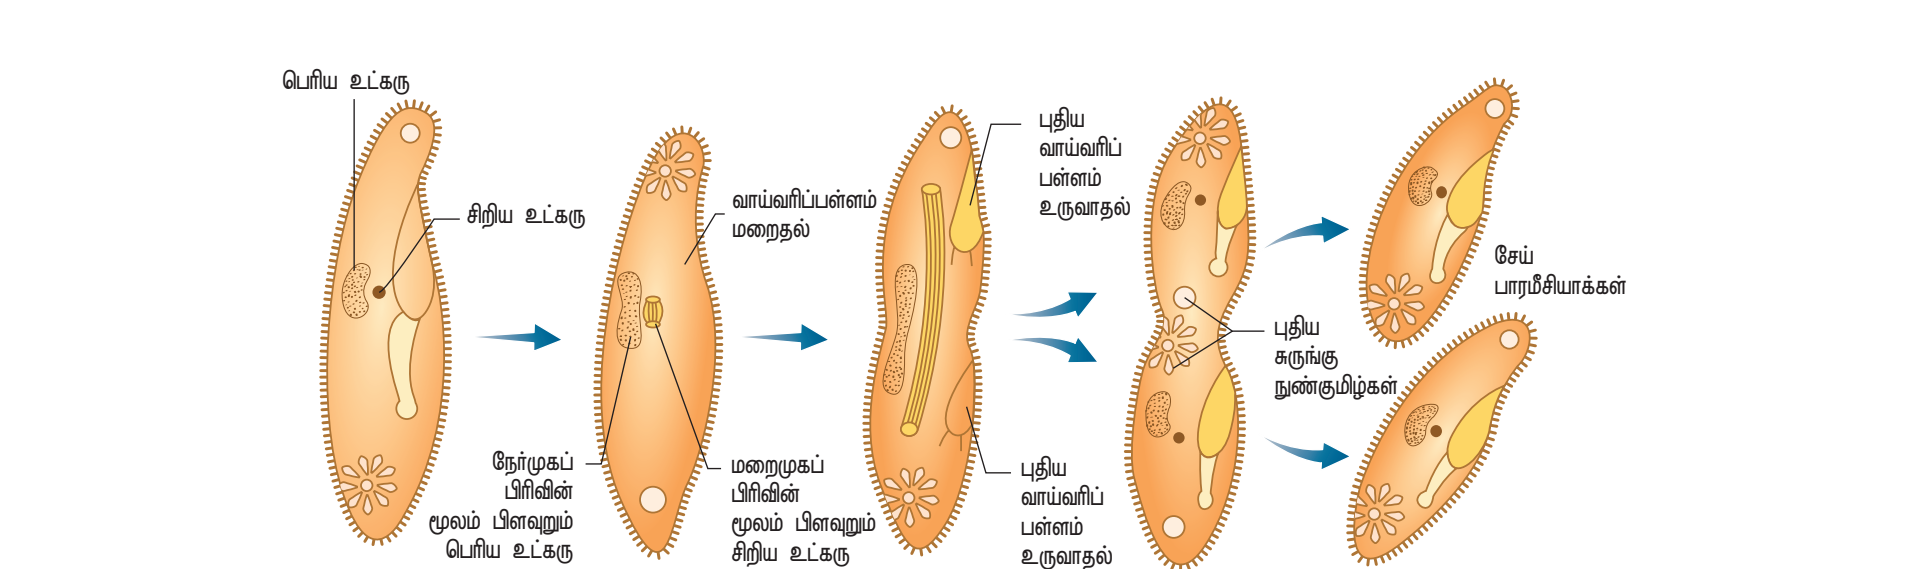 பெரிய உட்கரு
சிறிய உட்கரு
நேர்முகப்
பிரிவின்
மூலம் பிளவுறும்
பெரிய உட்கரு
வாய்வரிப்பள்ளம்
மறைதல்
மறைமுகப்
பிரிவின்
மூலம் பிளவுறும்
சிறிய உட்கரு
புதிய
வாய்வரிப்
பள்ளம்
உருவாதல்
புதிய
வாய்வரிப்
பள்ளம்
உருவாதல்
புதிய
சுருங்கு
நுண்குமிழ்கள்
சேய்
பாரமீசியாக்கள்